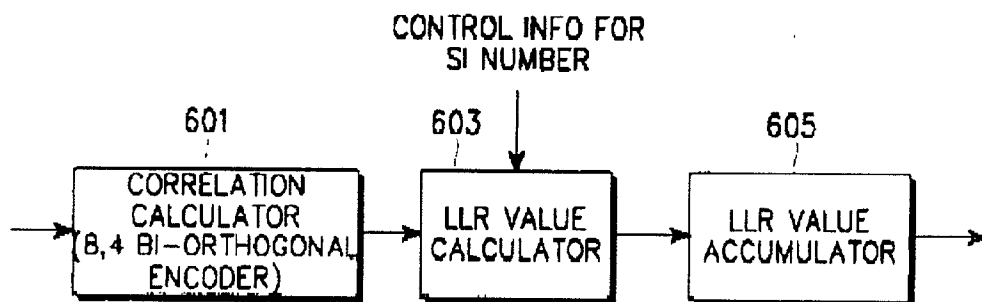 CONTROL INFO FOR
SI NUMBER
601
603
605
CORRELATION
CALCULATOR
(8,4 BI-ORTHOGONAL
ENCODER)
LLR VALUE
CALCULATOR
LLR VALUE
ACCUMULATOR